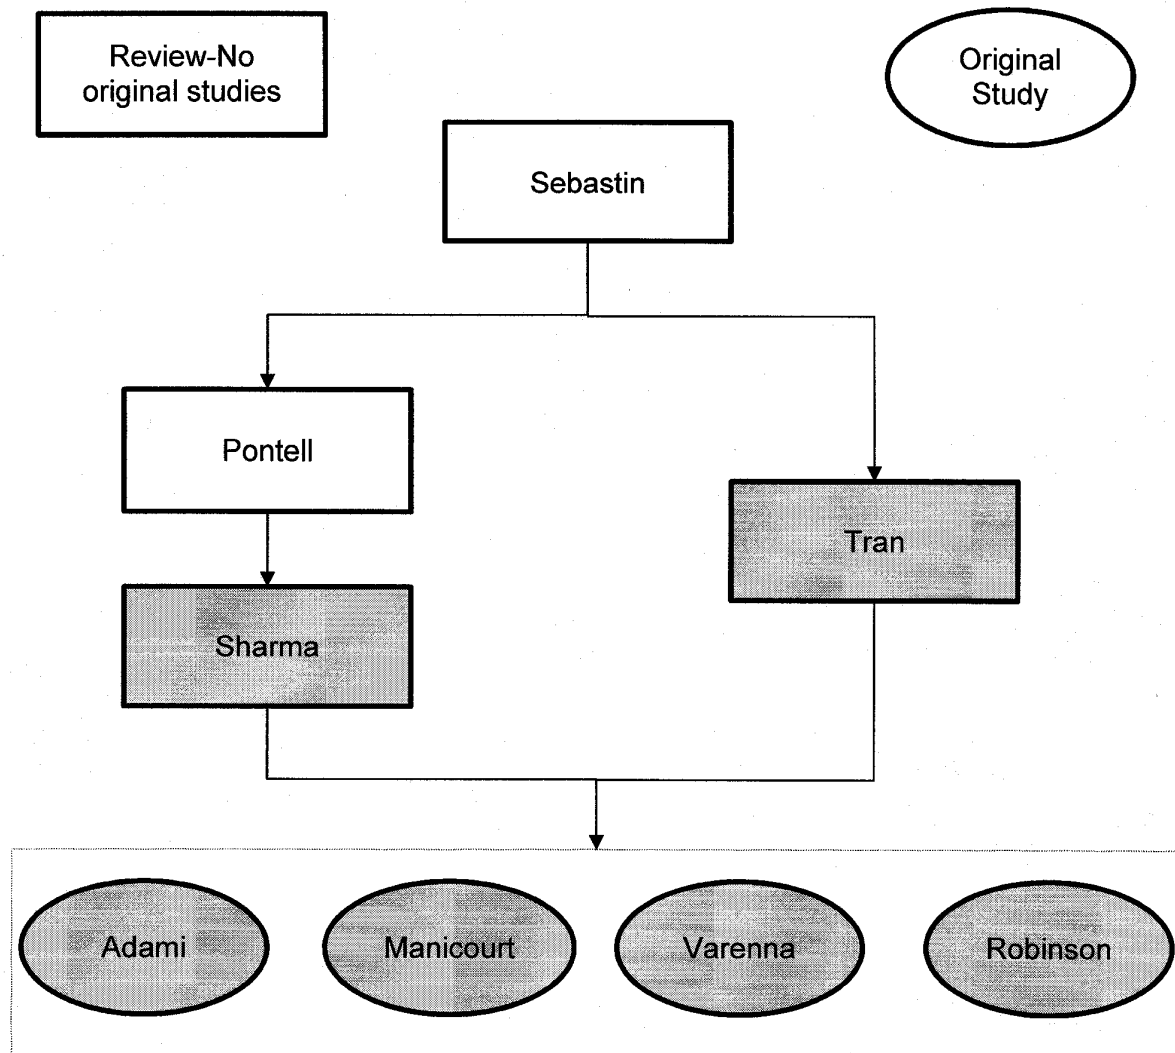 Review-No
original studies
Original
Study
Sebastin
Pontell
Tran
Sharma
Adami
Manicourt
Varenna
Robinson